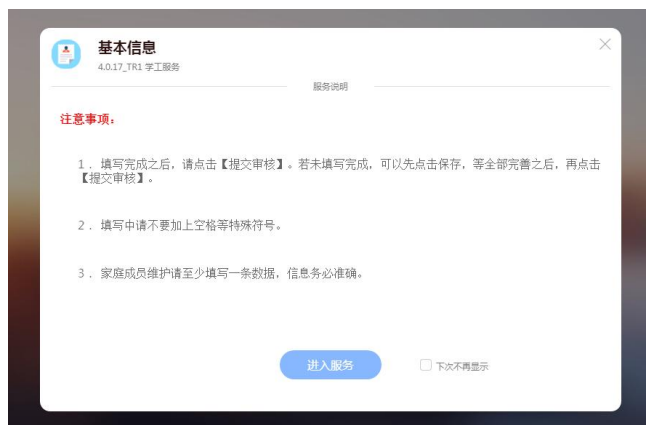 基本信息
4.0.17_TR1 学工服务
服务说明
注意事项：
1．填写完成之后，请点击【提交审核】。若未填写完成，可以先点击保存，等全部完善之后，再点击
【提交审核】。
2．填写中请不要加上空格等特殊符号。
3．家庭成员维护请至少填写一条数据，信息务必准确。
进入服务
下次不再显示